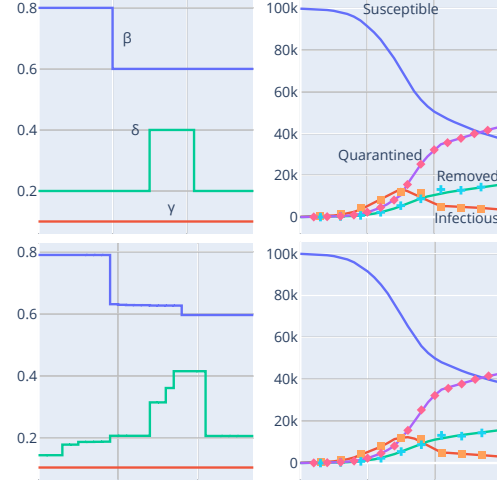 0.8
β
0.6
0.4
δ
0.2
γ
100k
Susceptible
80k
60k
40k
Quarantined
20k
Removed
0
Infectious
0.8
0.6
0.4
0.2
100k
80k
60k
40k
20k
0